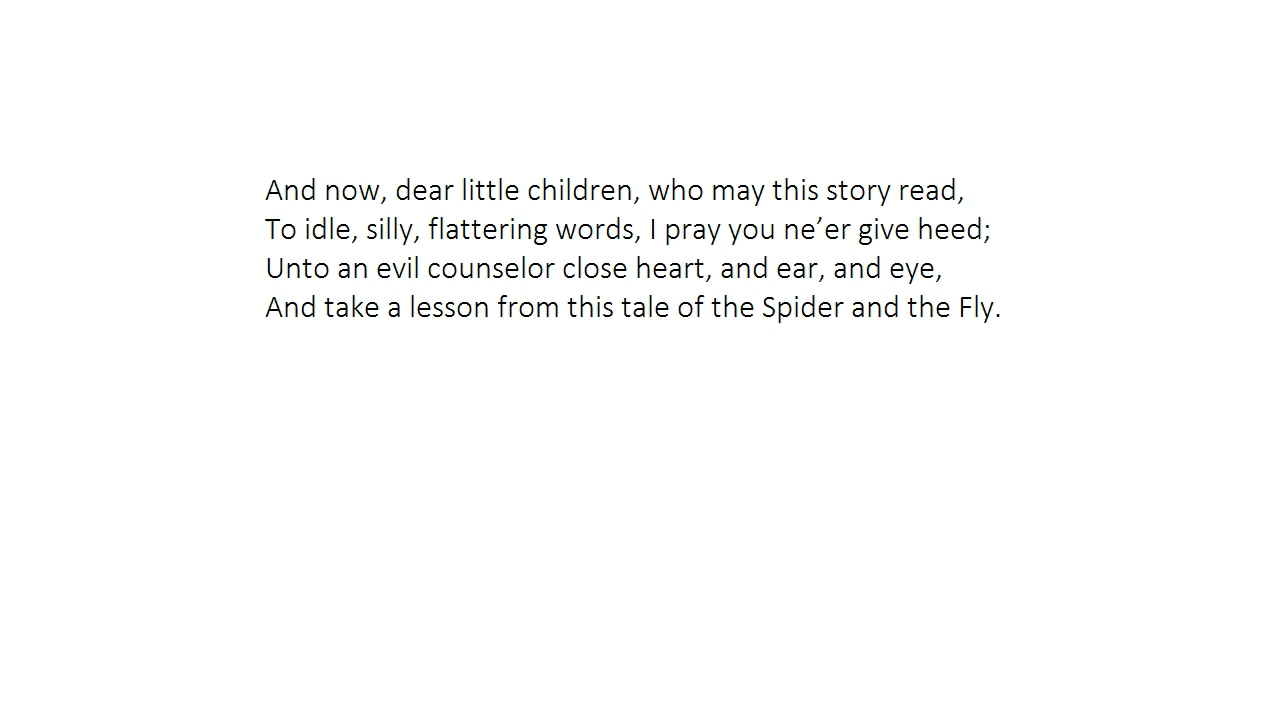 And now, dear little children, who may this story read,
To idle, silly, flattering words, I pray you ne’er give heed;
Unto an evil counselor close heart, and ear, and eye,
And take a lesson from this tale of the Spider and the Fly.